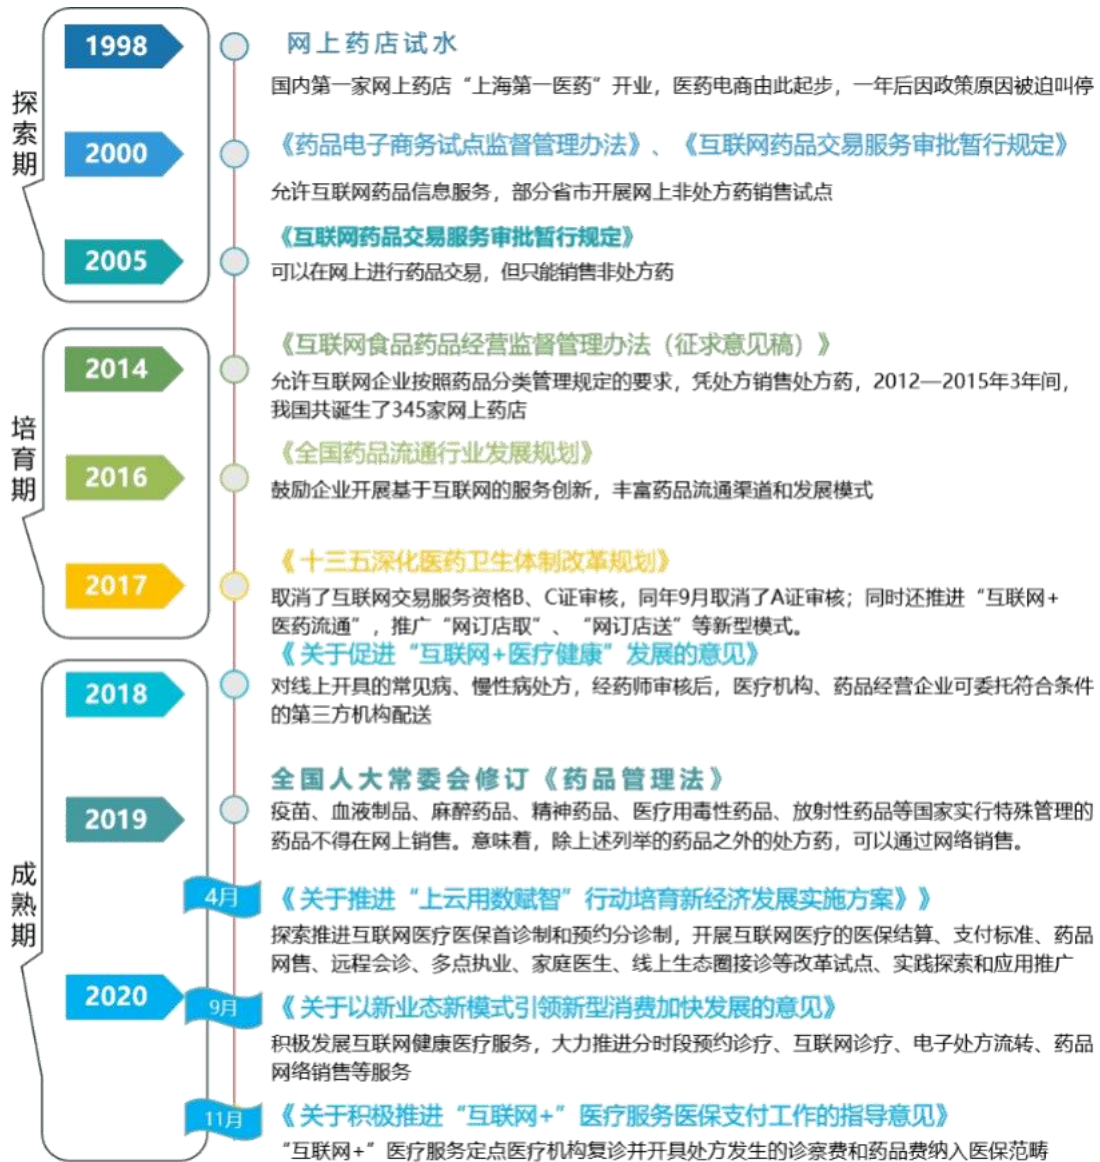 探索期
1998
网上药店试水
国内第一家网上药店“上海第一医药”开业，医药电商由此起步，一年后因政策原因被迫叫停
2000
《药品电子商务试点监督管理办法》、《互联网药品交易服务审批暂行规定》
允许互联网药品信息服务，部分省市开展网上非处方药销售试点
2005
《互联网药品交易服务审批暂行规定》
可以在网上进行药品交易，但只能销售非处方药
培育期
2014
《互联网食品药品经营监督管理办法（征求意见稿）》
允许互联网企业按照药品分类管理规定的要求，凭处方销售处方药，2012—2015年3年间，
我国共诞生了345家网上药店
2016
《全国药品流通行业发展规划》
鼓励企业开展基于互联网的服务创新，丰富药品流通渠道和发展模式
2017
《十三五深化医药卫生体制改革规划》
取消了互联网交易服务资格B、C证审核，同年9月取消了A证审核；同时还推进“互联网+
医药流通”，推广“网订店取”、“网订店送”等新型模式。
成熟期
2018
《关于促进“互联网+医疗健康”发展的意见》
对线上开具的常见病、慢性病处方，经药师审核后，医疗机构、药品经营企业可委托符合条件
的第三方机构配送
2019
全国人大常委会修订《药品管理法》
疫苗、血液制品、麻醉药品、精神药品、医疗用毒性药品、放射性药品等国家实行特殊管理的
药品不得在网上销售。意味着，除上述列举的药品之外的处方药，可以通过网络销售。
2020
4月
《关于推进“上云用数赋智”行动培育新经济发展实施方案》》
探索推进互联网医疗医保首诊制和预约分诊制，开展互联网医疗的医保结算、支付标准、药品
网售、远程会诊、多点执业、家庭医生、线上生态圈接诊等改革试点、实践探索和应用推广
9月
《关于以新业态新模式引领新型消费加快发展的意见》
积极发展互联网健康医疗服务，大力推进分时段预约诊疗、互联网诊疗、电子处方流转、药品
网络销售等服务
11月
《关于积极推进“互联网+”医疗服务医保支付工作的指导意见》
“互联网+”医疗服务定点医疗机构复诊并开具处方发生的诊察费和药品费纳入医保范畴